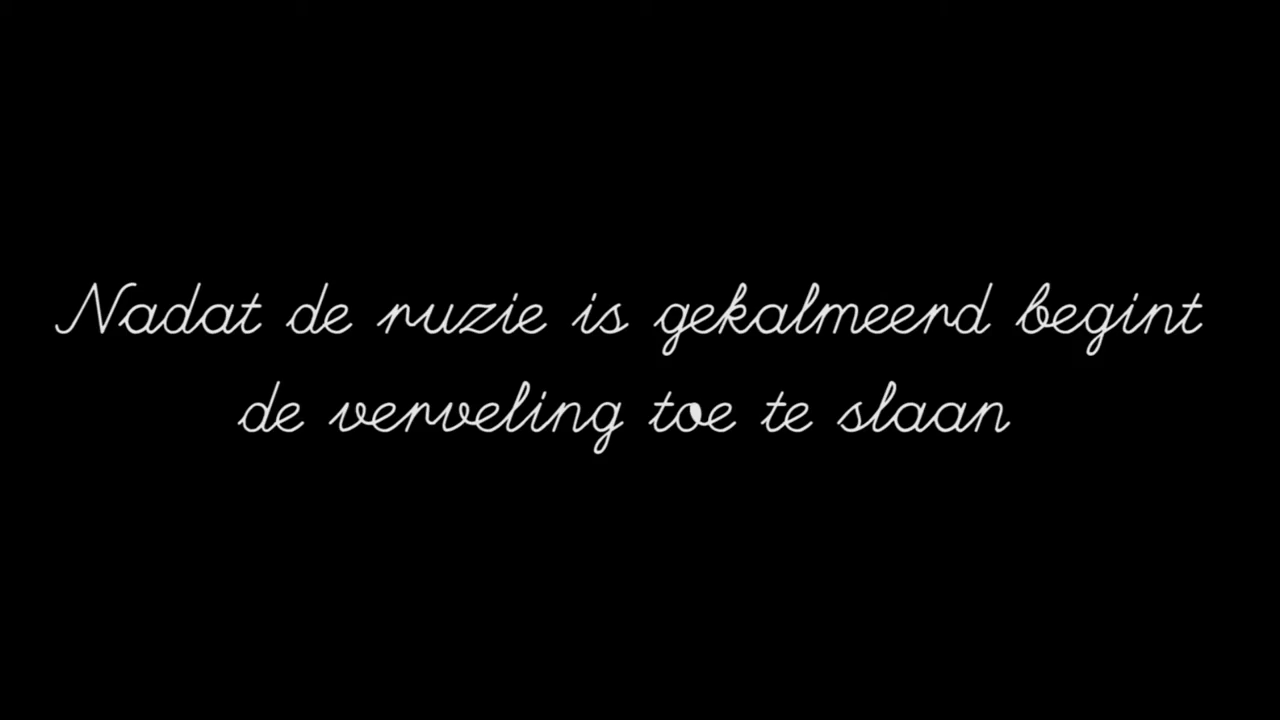 Nadat de ruzie is gekalmeerd begint
de verveling toe te slaan